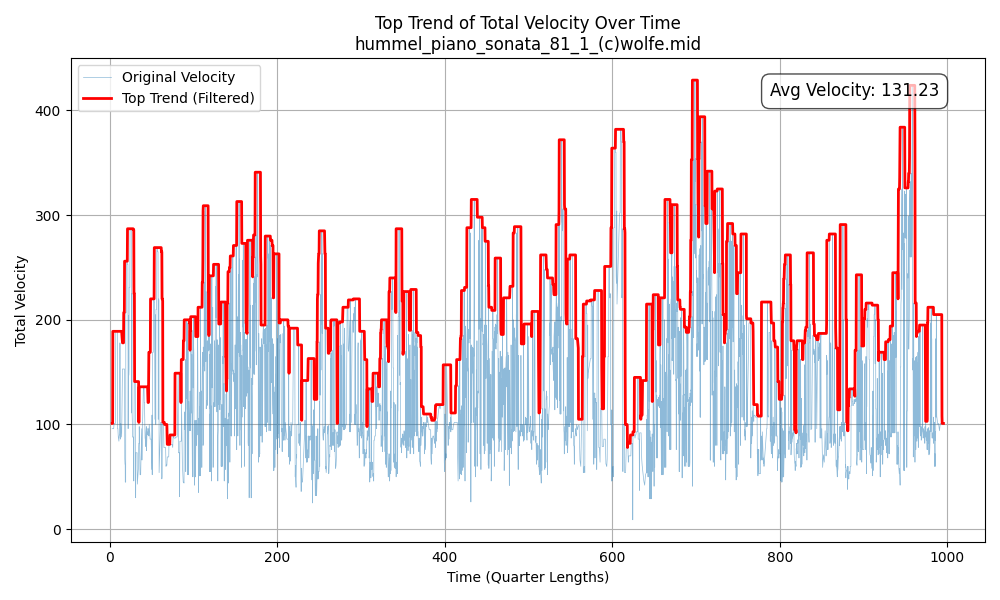 Top Trend of Total Velocity Over Time
hummel_piano_sonata_81_1_(c)wolfe.mid
Original Velocity
Top Trend (Filtered)
Avg Velocity: 131.23
Total Velocity
400
300
200
100
0
0 200 400 600 800 1000
Time (Quarter Lengths)